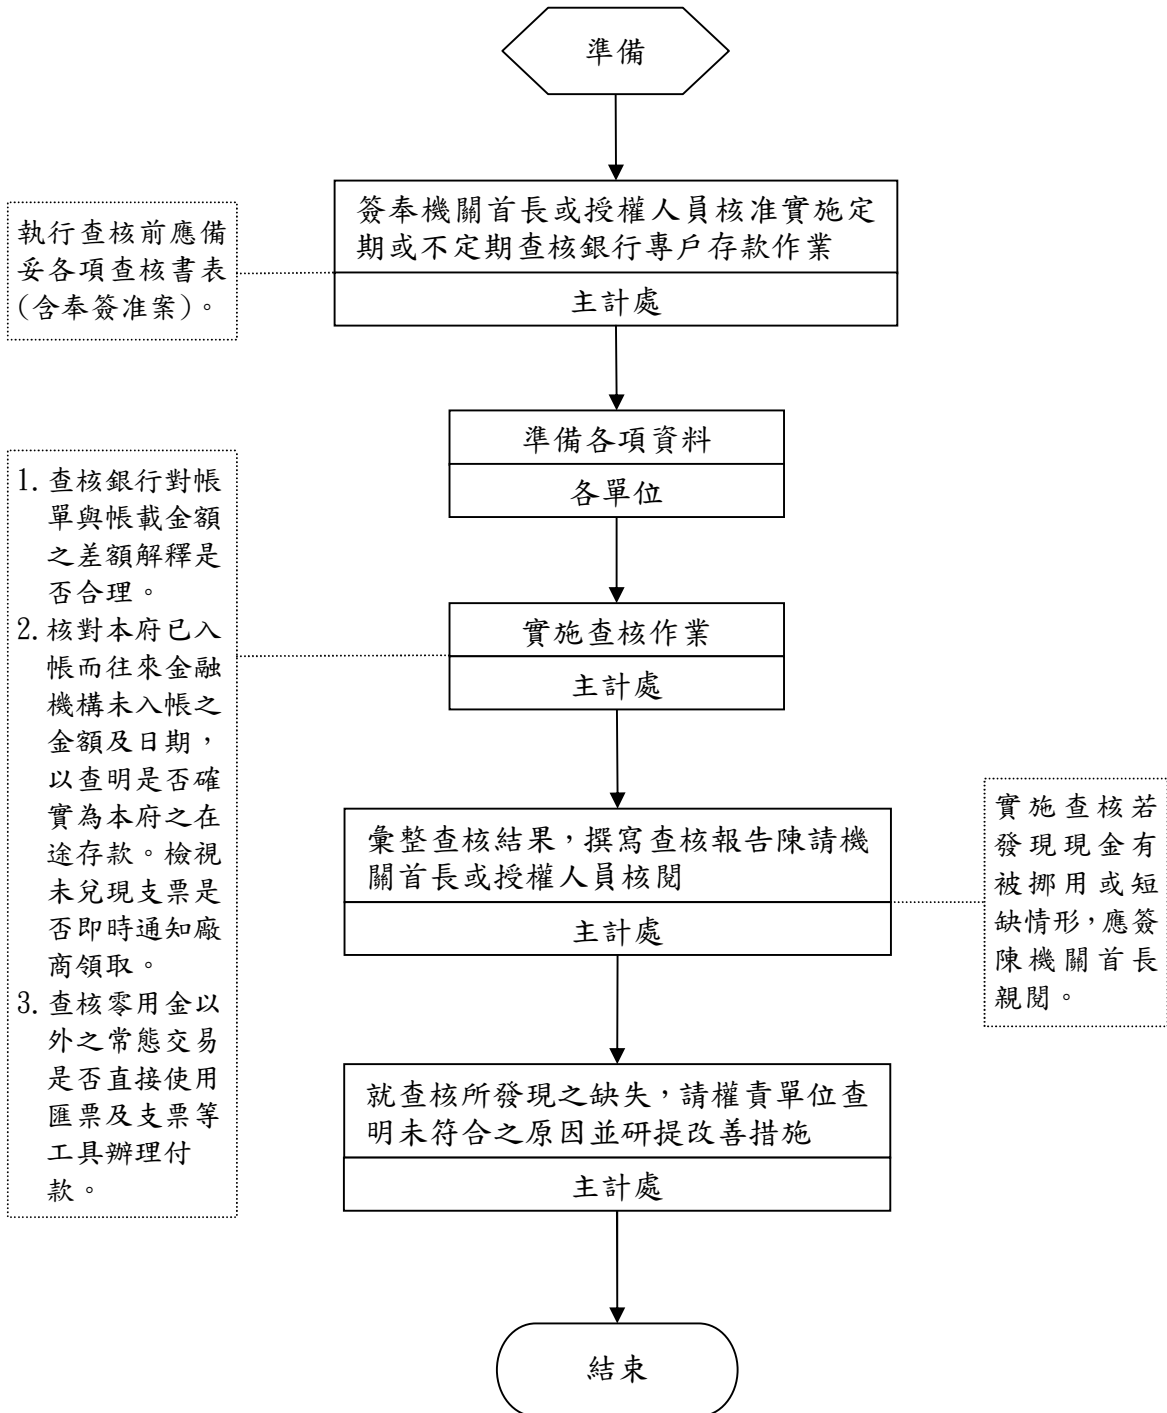 準備
簽奉機關首長或授權人員核准實施定
期或不定期查核銀行專戶存款作業
主計處
執行查核前應備
妥各項查核書表
(含奉簽准案)。
準備各項資料
各單位
實施查核作業
主計處
1. 查核銀行對帳
單與帳載金額
之差額解釋是
否合理。
2. 核對本府已入
帳而往來金融
機構未入帳之
金額及日期，
以查明是否確
實為本府之在
途存款。檢視
未兌現支票是
否即時通知廠
商領取。
3. 查核零用金以
外之常態交易
是否直接使用
匯票及支票等
工具辦理付
款。
彙整查核結果，撰寫查核報告陳請機
關首長或授權人員核閱
主計處
實施查核若
發現現金有
被挪用或短
缺情形，應簽
陳機關首長
親閱。
就查核所發現之缺失，請權責單位查
明未符合之原因並研提改善措施
主計處
結束